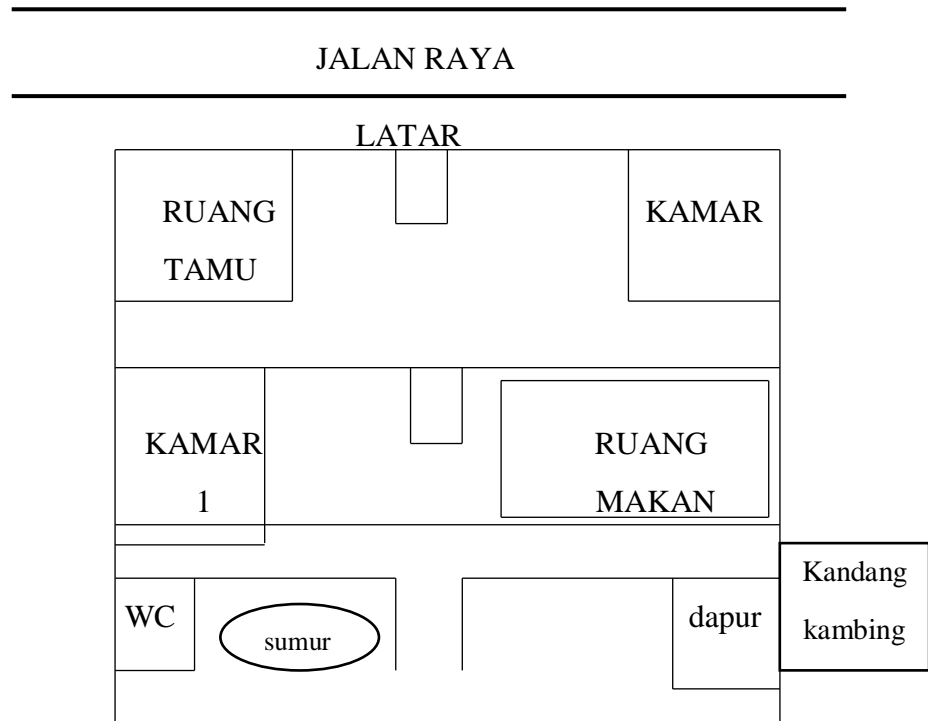 JALAN RAYA
LATAR
RUANG
TAMU
KAMAR
KAMAR
1
RUANG
MAKAN
WC
sumur
dapur
Kandang
kambing